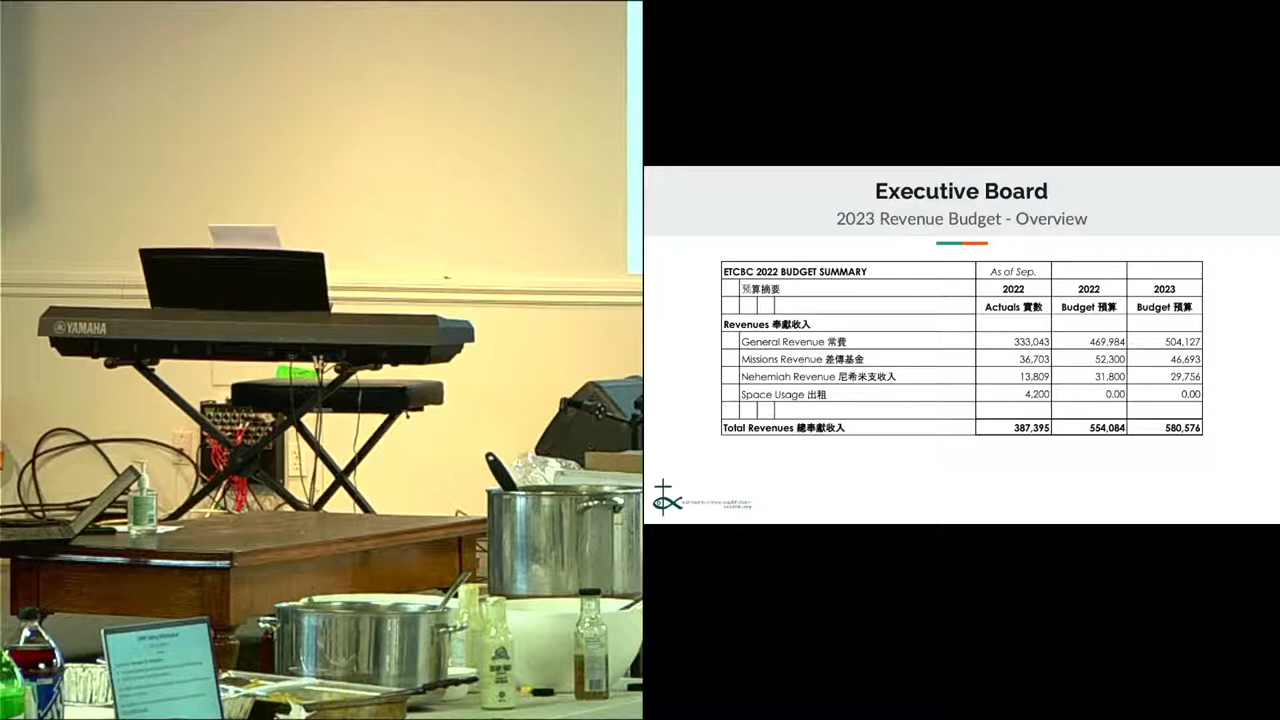 YAMAHA
Executive Board
2023 Revenue Budget - Overview
ETCBC 2022 BUDGET SUMMARY As of Sep.
预算摘要 2022 2022 2023
Actuals 實數 Budget 預算 Budget 預算
Revenues 奉獻收入
General Revenue 常費 333,043 469,984 504,127
Missions Revenue 差傳基金 36,703 52,300 46,693
Nehemiah Revenue 尼希米支收入 13,809 31,800 29,756
Space Usage 出租 4,200 0.00 0.00
Total Revenues 總奉獻收入 387,395 554,084 580,576